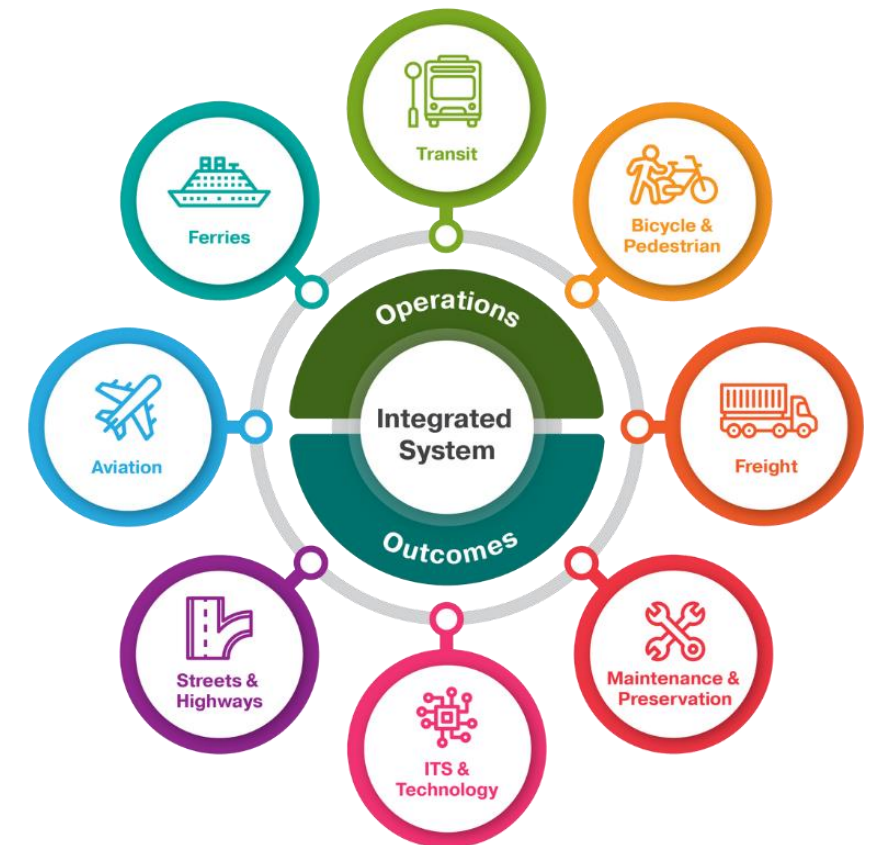 Transit
Bicycle &
Pedestrian
Freight
Maintenance &
Preservation
ITS &
Technology
Streets &
Highways
Aviation
Ferries
Operations
Integrated
System
Outcomes